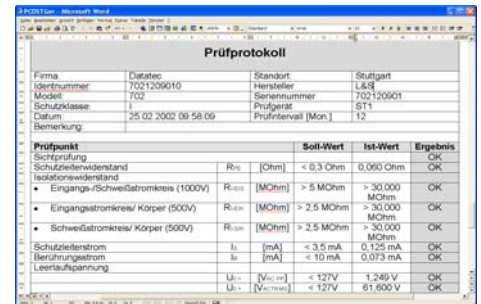 PCDSTGer - Microsoft Word
Prüfprotokoll
Firma: Datatec Standort: Stuttgart
Identnummer: 7021209010 Hersteller L&S
Modell: 702 Seriennummer 702120901
Schutzklasse: I Prüfgerät ST1
Datum: 25.02.2002 09:58:09 Prüfintervall [Mon.] 12
Bemerkung:
Prüfpunkt Soll-Wert Ist-Wert Ergebnis
Sichtprüfung OK
Schutzleiterwiderstand [Ohm] < 0,3 Ohm 0,060 Ohm OK
Isolationswiderstand
• Eingangs-/Schweißstromkreis (1000V) [MOhm] > 5 MOhm > 30,000 MOhm OK
• Eingangsstromkreis/ Körper (500V) [MOhm] > 2,5 MOhm > 30,000 MOhm OK
• Schweißstromkreis/ Körper (500V) [MOhm] > 2,5 MOhm > 30,000 MOhm OK
Schutzleiterstrom [mA] < 3,5 mA 0,125 mA OK
Berührungsstrom [mA] < 10 mA 0,073 mA OK
Leerlaufspannung
< 127V 1,249 V OK
< 127V 61,600 V OK